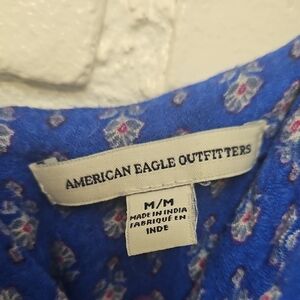 AMERICAN EAGLE OUTFITTERS
M/M
MADE IN INDIA
FABRIQUÉ EN
INDE